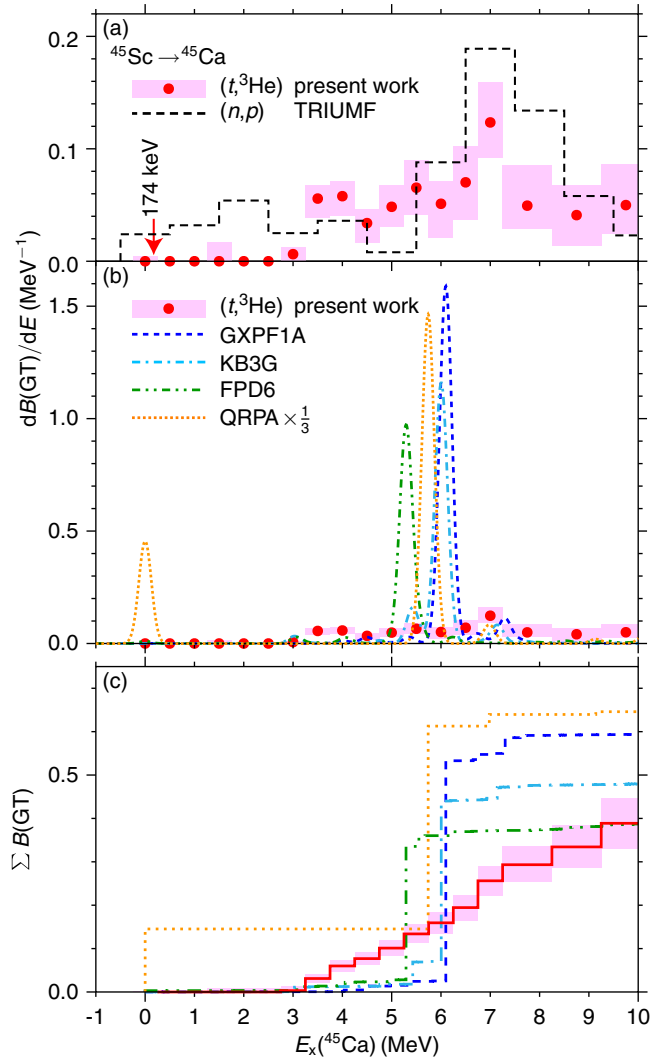 (a)
⁴⁵Sc→⁴⁵Ca
(t,³He) present work
(n,p) TRIUMF
174 keV
0.2
0.1
0.0
(b)
(t,³He) present work
GXPF1A
KB3G
FPD6
QRPA × 1/3
1.5
1.0
0.5
0.0
dB(GT)/dE (MeV⁻¹)
(c)
0.5
0.0
∑ B(GT)
-1 0 1 2 3 4 5 6 7 8 9 10
Eₓ(⁴⁵Ca) (MeV)